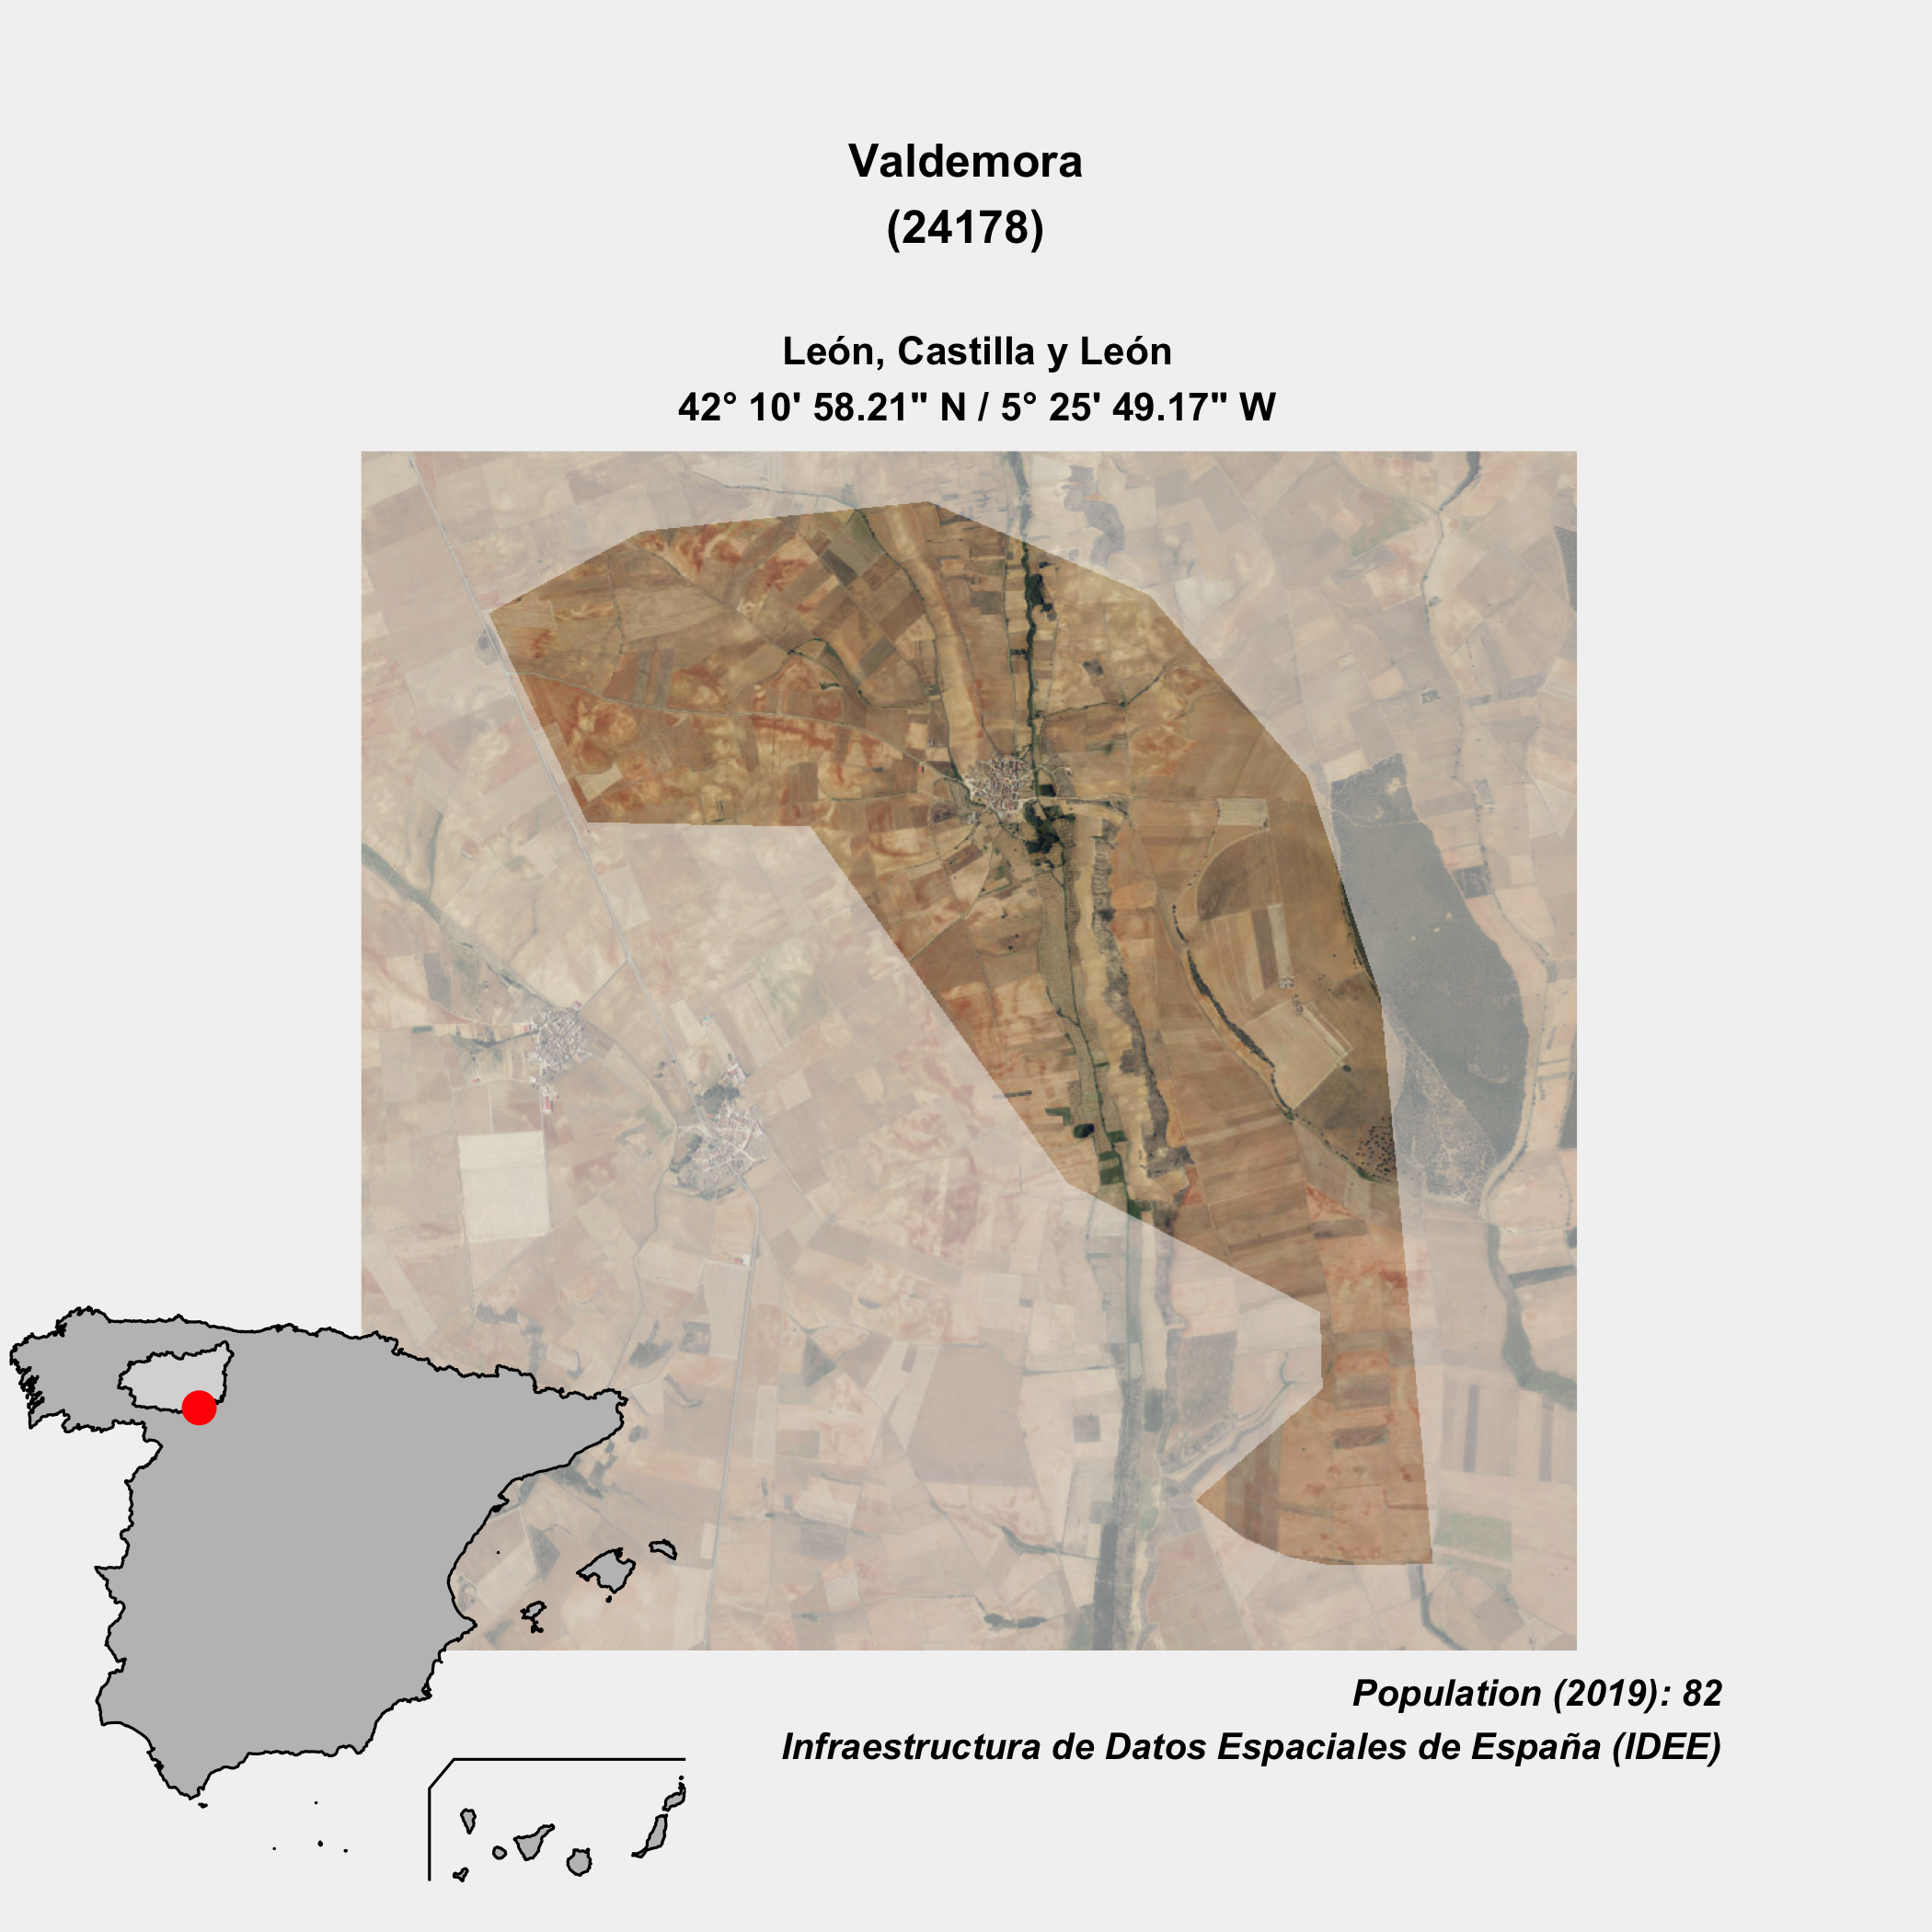 Valdemora
(24178)
León, Castilla y León
42° 10' 58.21" N / 5° 25' 49.17" W
Population (2019): 82
Infraestructura de Datos Espaciales de España (IDEE)